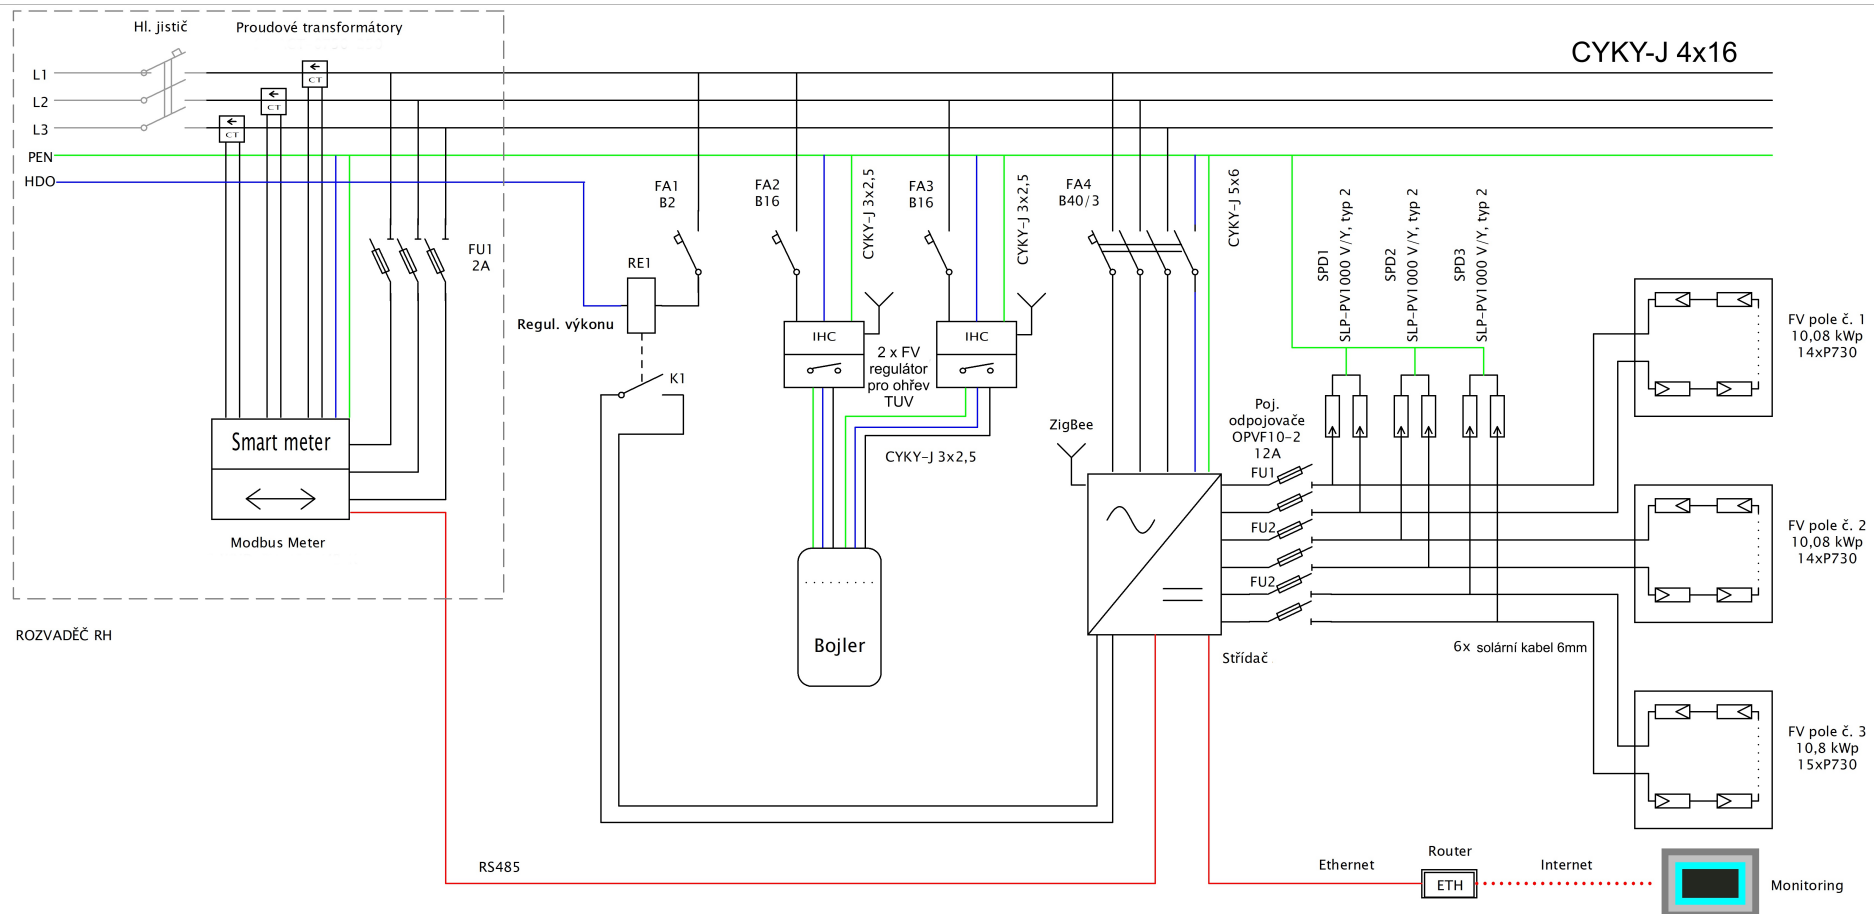 Hl. jistič
Proudové transformátory
CYKY-J 4x16
L1
L2
L3
PEN
HDO
CT
CT
CT
FU1
2A
Smart meter
Modbus Meter
ROZVADĚČ RH
FA1
B2
RE1
Regul. výkonu
K1
FA2
B16
CYKY-J 3x2,5
FA3
B16
CYKY-J 3x2,5
IHC
IHC
2 x FV
regulátor
pro ohřev
TUV
CYKY-J 3x2,5
Bojler
FA4
B40/3
CYKY-J 5x6
ZigBee
Střídač
SPD1
SLP-PV1000 V/Y, typ 2
SPD2
SLP-PV1000 V/Y, typ 2
SPD3
SLP-PV1000 V/Y, typ 2
Poj.
odpojovače
OPVF10-2
12A
FU1
FU2
FU2
6x solární kabel 6mm
FV pole č. 1
10,08 kWp
14xP730
FV pole č. 2
10,08 kWp
14xP730
FV pole č. 3
10,8 kWp
15xP730
RS485
Ethernet
Router
ETH
Internet
Monitoring